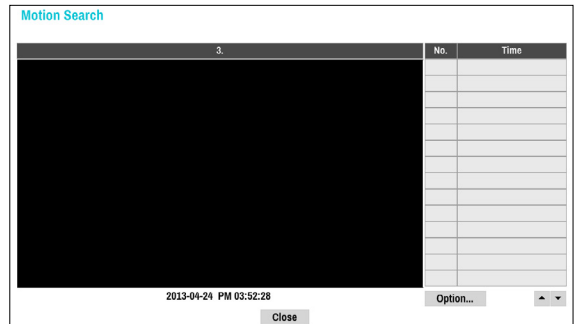 Motion Search
3. No. Time
2013-04-24 PM 03:52:28 Option...
Close